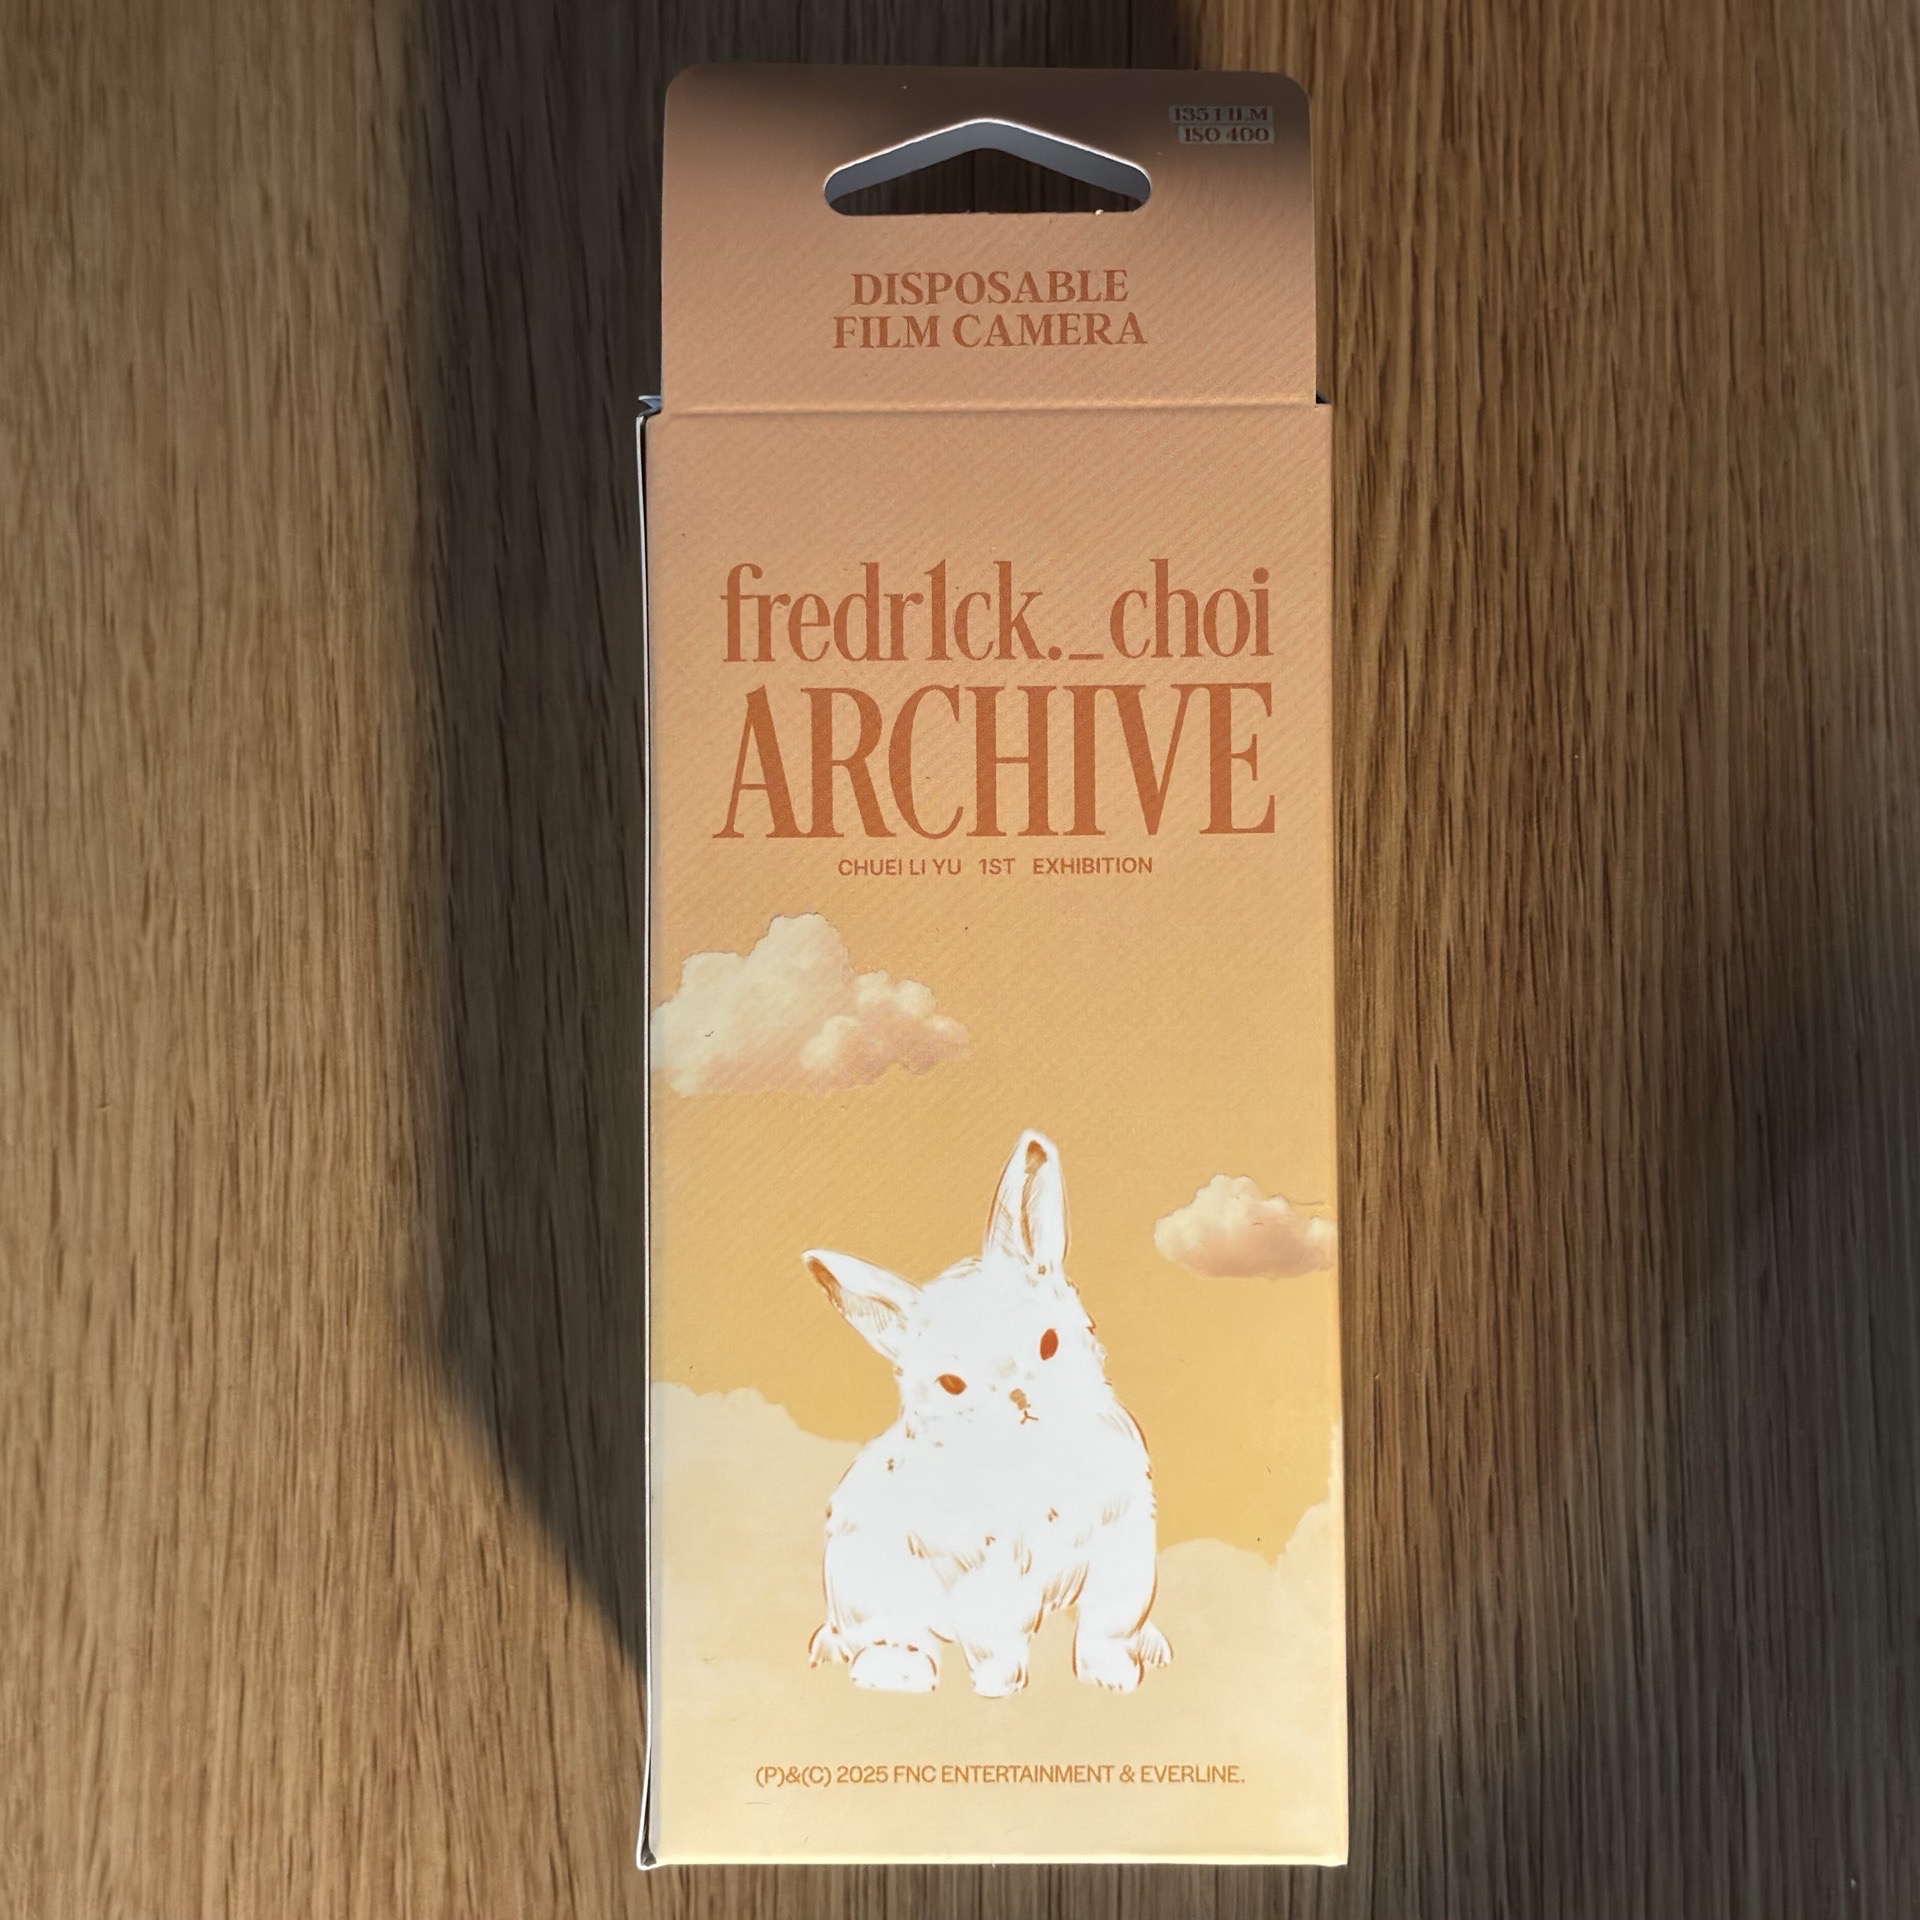 135 FILM
ISO 400
DISPOSABLE
FILM CAMERA
fredr1ck._choi
ARCHIVE
CHUEI LI YU 1ST EXHIBITION
(P)&(C) 2025 FNC ENTERTAINMENT & EVERLINE.